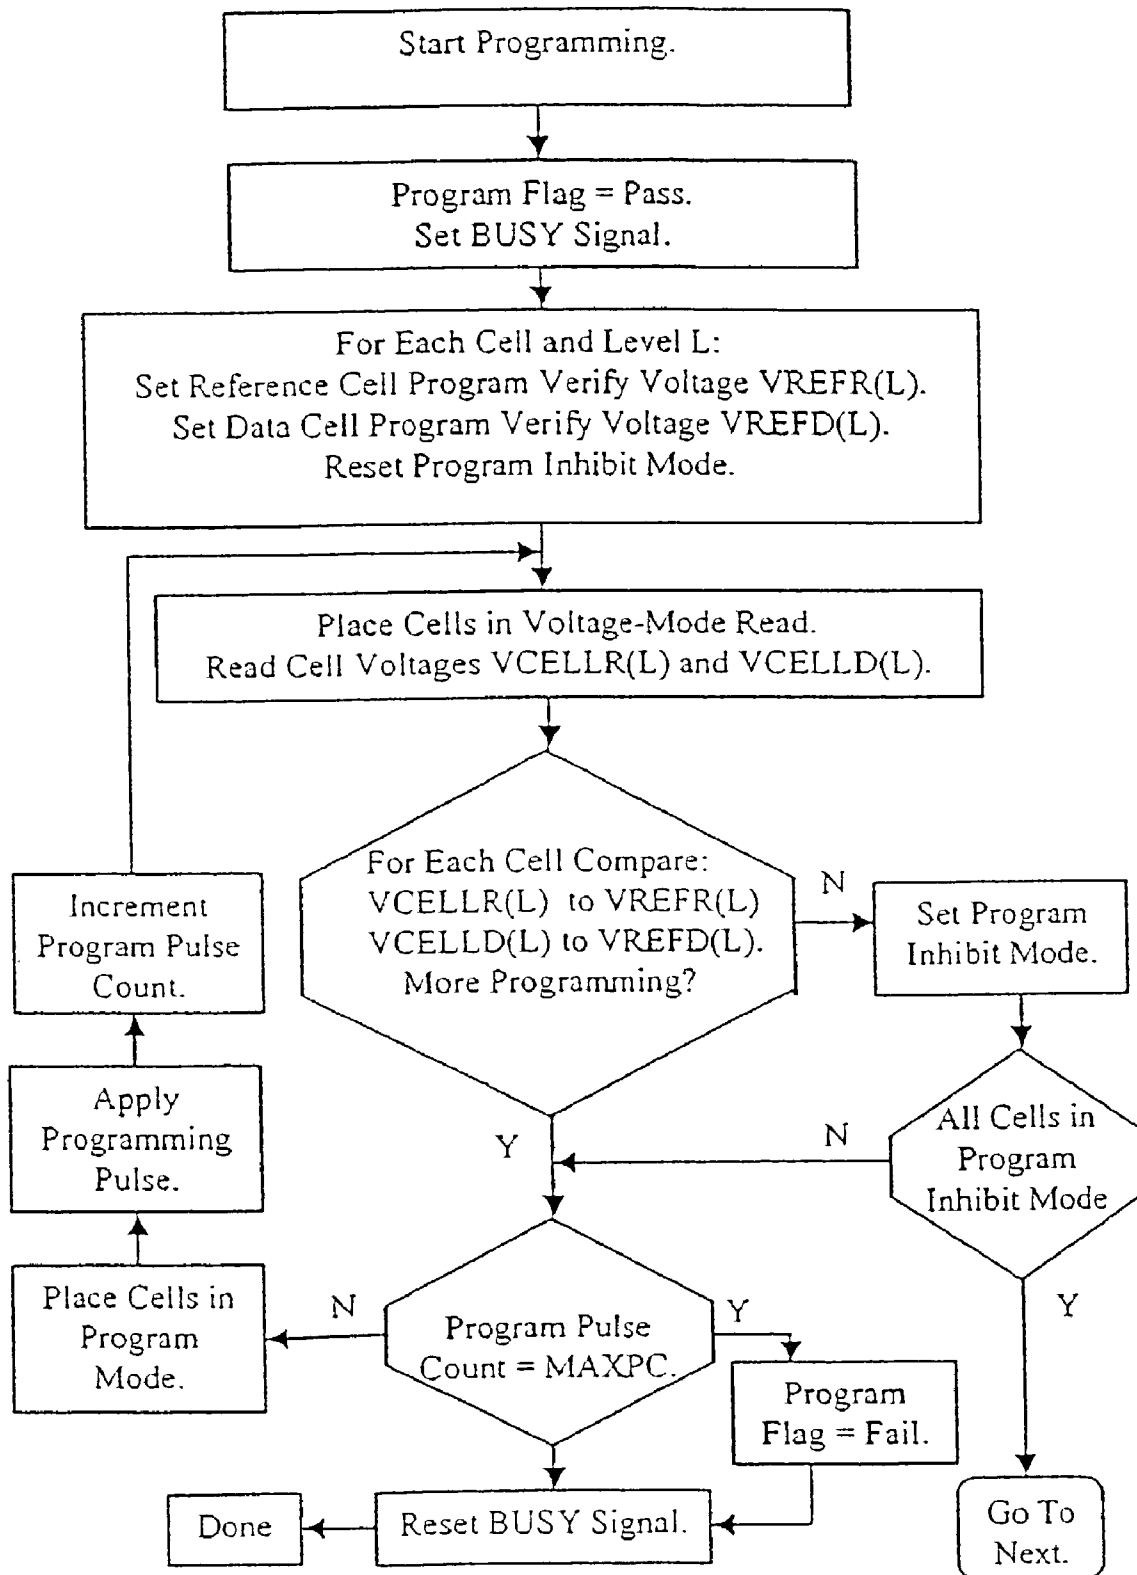 Start Programming.
Program Flag = Pass.
Set BUSY Signal.
For Each Cell and Level L:
Set Reference Cell Program Verify Voltage VREFR(L).
Set Data Cell Program Verify Voltage VREFD(L).
Reset Program Inhibit Mode.
Place Cells in Voltage-Mode Read.
Read Cell Voltages VCELLR(L) and VCELLD(L).
For Each Cell Compare:
VCELLR(L) to VREFR(L)
VCELLD(L) to VREFD(L).
More Programming?
N
Set Program
Inhibit Mode.
Increment
Program Pulse
Count.
Apply
Programming
Pulse.
Y
N
All Cells in
Program
Inhibit Mode
Y
Place Cells in
Program
Mode.
N
Program Pulse
Count = MAXPC.
Y
Program
Flag = Fail.
Done
Reset BUSY Signal.
Go To
Next.